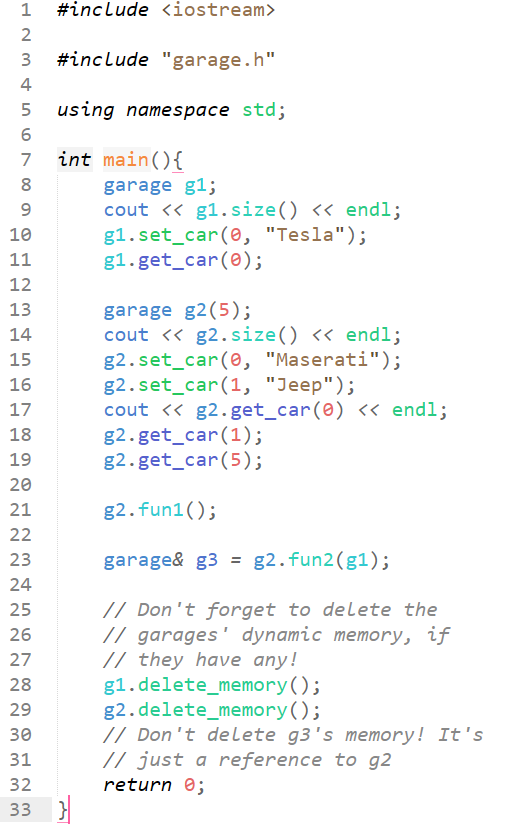 1 #include <iostream>
2
3 #include "garage.h"
4
5 using namespace std;
6
7 int main(){
8     garage g1;
9     cout << g1.size() << endl;
10     g1.set_car(0, "Tesla");
11     g1.get_car(0);
12
13     garage g2(5);
14     cout << g2.size() << endl;
15     g2.set_car(0, "Maserati");
16     g2.set_car(1, "Jeep");
17     cout << g2.get_car(0) << endl;
18     g2.get_car(1);
19     g2.get_car(5);
20
21     g2.fun1();
22
23     garage& g3 = g2.fun2(g1);
24
25     // Don't forget to delete the
26     // garages' dynamic memory, if
27     // they have any!
28     g1.delete_memory();
29     g2.delete_memory();
30     // Don't delete g3's memory! It's
31     // just a reference to g2
32     return 0;
33 }